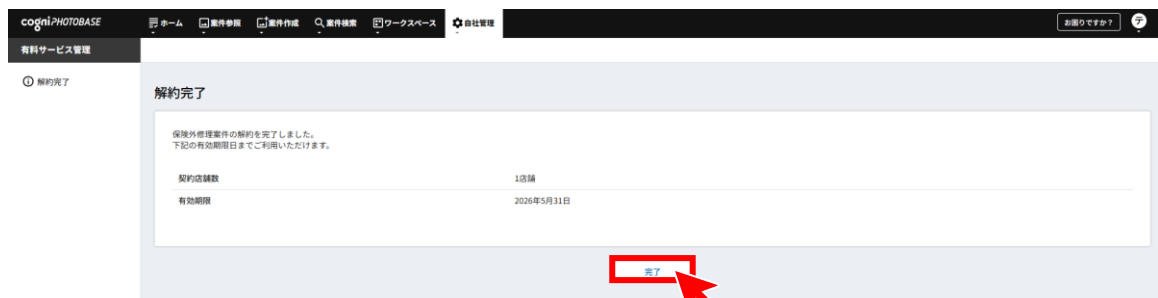 cogni PHOTOBASE
ホーム
案件参照
案件作成
案件検索
ワークスペース
自社管理
お困りですか？
テ
有料サービス管理
解約完了
解約完了
保険外修理案件の解約を完了しました。
下記の有効期限日までご利用いただけます。
契約店舗数 1店舗
有効期限 2026年5月31日
完了